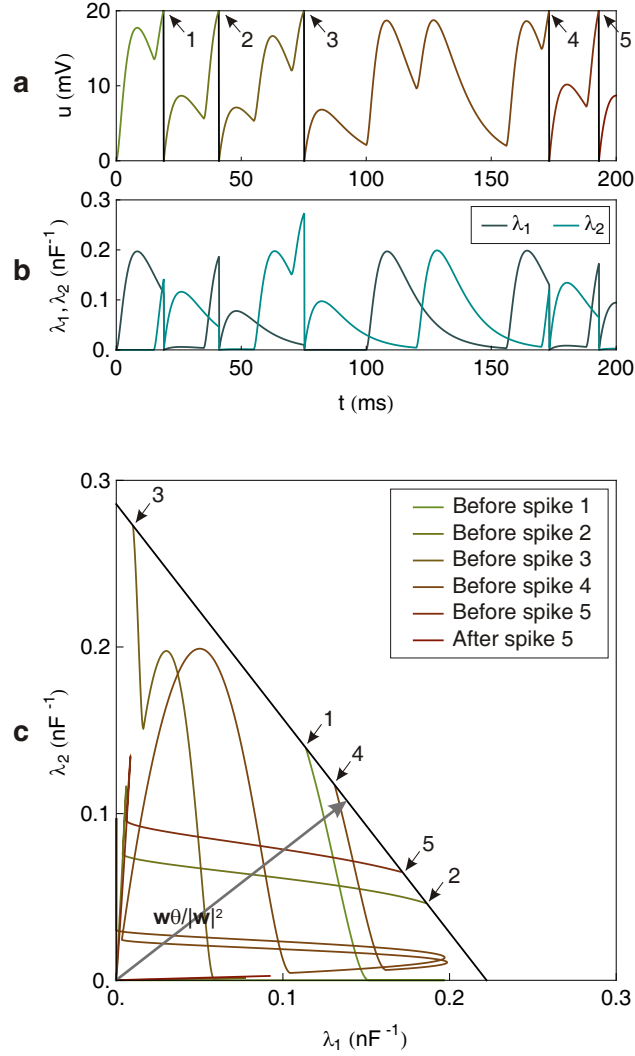 a
u (mV)
20
10
0
1
2
3
4
5
0
50
100
150
200
b
λ₁, λ₂ (nF⁻¹)
0.3
0.2
0.1
0.
λ₁
λ₂
0
50
100
150
200
t (ms)
c
λ₂ (nF⁻¹)
0.3
0.2
0.1
0.
3
Before spike 1
Before spike 2
Before spike 3
Before spike 4
Before spike 5
After spike 5
1
4
5
2
wθ/|w|²
0.
0.1
0.2
0.3
λ₁ (nF⁻¹)